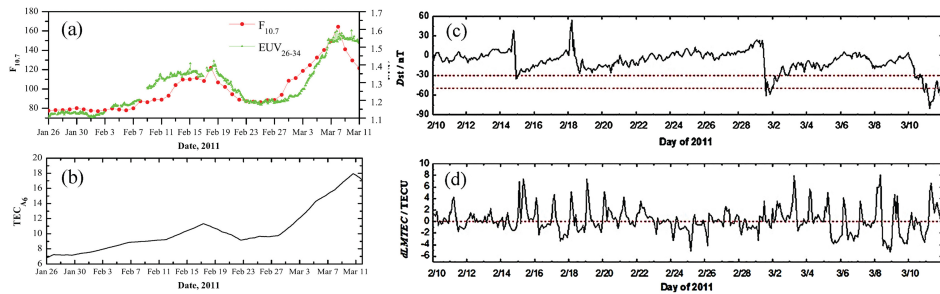 (a)
F10.7
EUV26-34
F10.7
180
160
140
120
100
80
1.7
1.6
1.5
1.4
1.3
1.2
1.1
Jan 26 Jan 30 Feb 3 Feb 7 Feb 11 Feb 15 Feb 19 Feb 23 Feb 27 Mar 3 Mar 7 Mar 11
Date, 2011
(b)
TECA6
20
18
16
14
12
10
8
6
Jan 26 Jan 30 Feb 3 Feb 7 Feb 11 Feb 15 Feb 19 Feb 23 Feb 27 Mar 3 Mar 7 Mar 11
Date, 2011
(c)
Dst / nT
60
30
0
-30
-50
-90
2/10 2/12 2/14 2/16 2/18 2/20 2/22 2/24 2/26 2/28 3/2 3/4 3/6 3/8 3/10
Day of 2011
(d)
dLMTEC / TECU
10
8
6
4
2
0
-2
-4
-6
2/10 2/12 2/14 2/16 2/18 2/20 2/22 2/24 2/26 2/28 3/2 3/4 3/6 3/8 3/10
Day of 2011